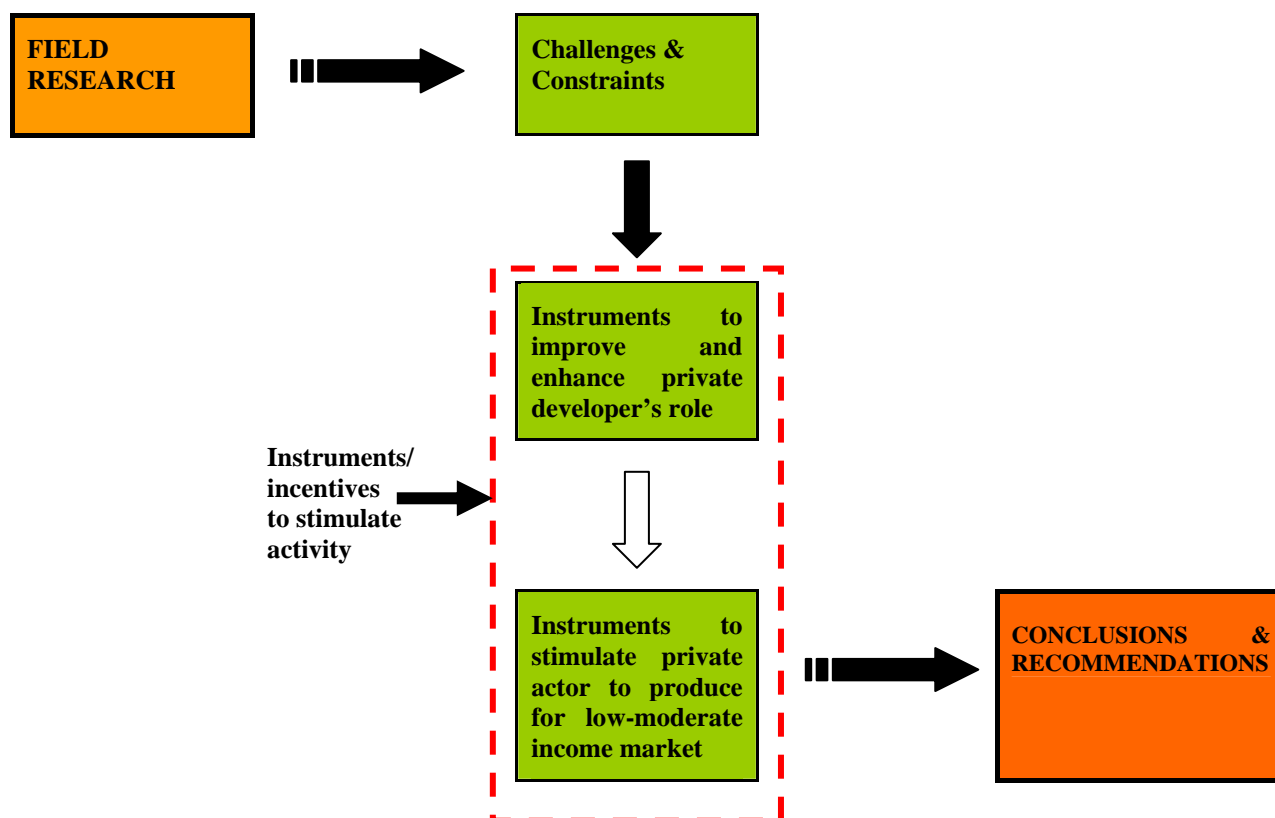 FIELD
RESEARCH
Challenges &
Constraints
Instruments to
improve and
enhance private
developer's role
Instruments/
incentives
to stimulate
activity
Instruments to
stimulate private
actor to produce
for low-moderate
income market
CONCLUSIONS &
RECOMMENDATIONS